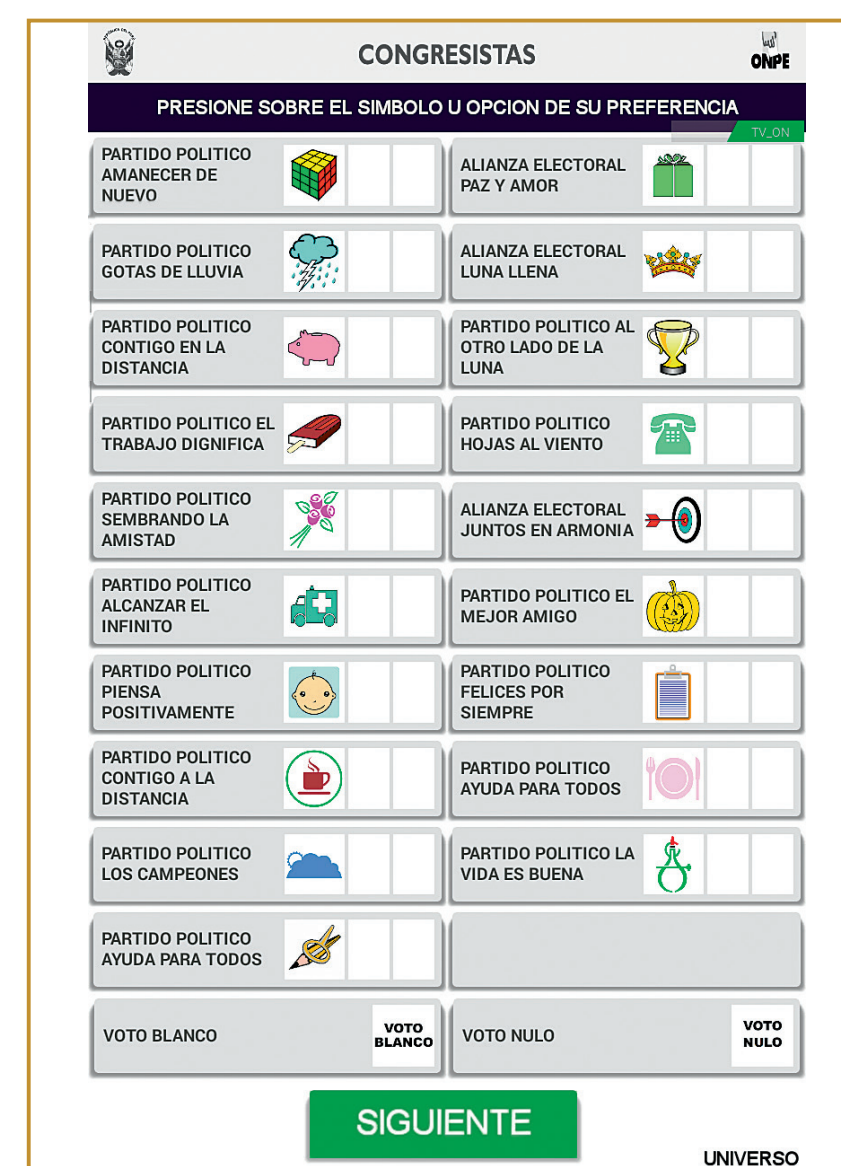 CONGRESISTAS
ONPE
PRESIONE SOBRE EL SIMBOLO U OPCION DE SU PREFERENCIA
TV_ON
PARTIDO POLITICO
AMANECER DE
NUEVO
ALIANZA ELECTORAL
PAZ Y AMOR
PARTIDO POLITICO
GOTAS DE LLUVIA
ALIANZA ELECTORAL
LUNA LLENA
PARTIDO POLITICO
CONTIGO EN LA
DISTANCIA
PARTIDO POLITICO AL
OTRO LADO DE LA
LUNA
PARTIDO POLITICO EL
TRABAJO DIGNIFICA
PARTIDO POLITICO
HOJAS AL VIENTO
PARTIDO POLITICO
SEMBRANDO LA
AMISTAD
ALIANZA ELECTORAL
JUNTOS EN ARMONIA
PARTIDO POLITICO
ALCANZAR EL
INFINITO
PARTIDO POLITICO EL
MEJOR AMIGO
PARTIDO POLITICO
PIENSA
POSITIVAMENTE
PARTIDO POLITICO
FELICES POR
SIEMPRE
PARTIDO POLITICO
CONTIGO A LA
DISTANCIA
PARTIDO POLITICO
AYUDA PARA TODOS
PARTIDO POLITICO
LOS CAMPEONES
PARTIDO POLITICO LA
VIDA ES BUENA
PARTIDO POLITICO
AYUDA PARA TODOS
VOTO BLANCO
VOTO
BLANCO
VOTO NULO
VOTO
NULO
SIGUIENTE
UNIVERSO